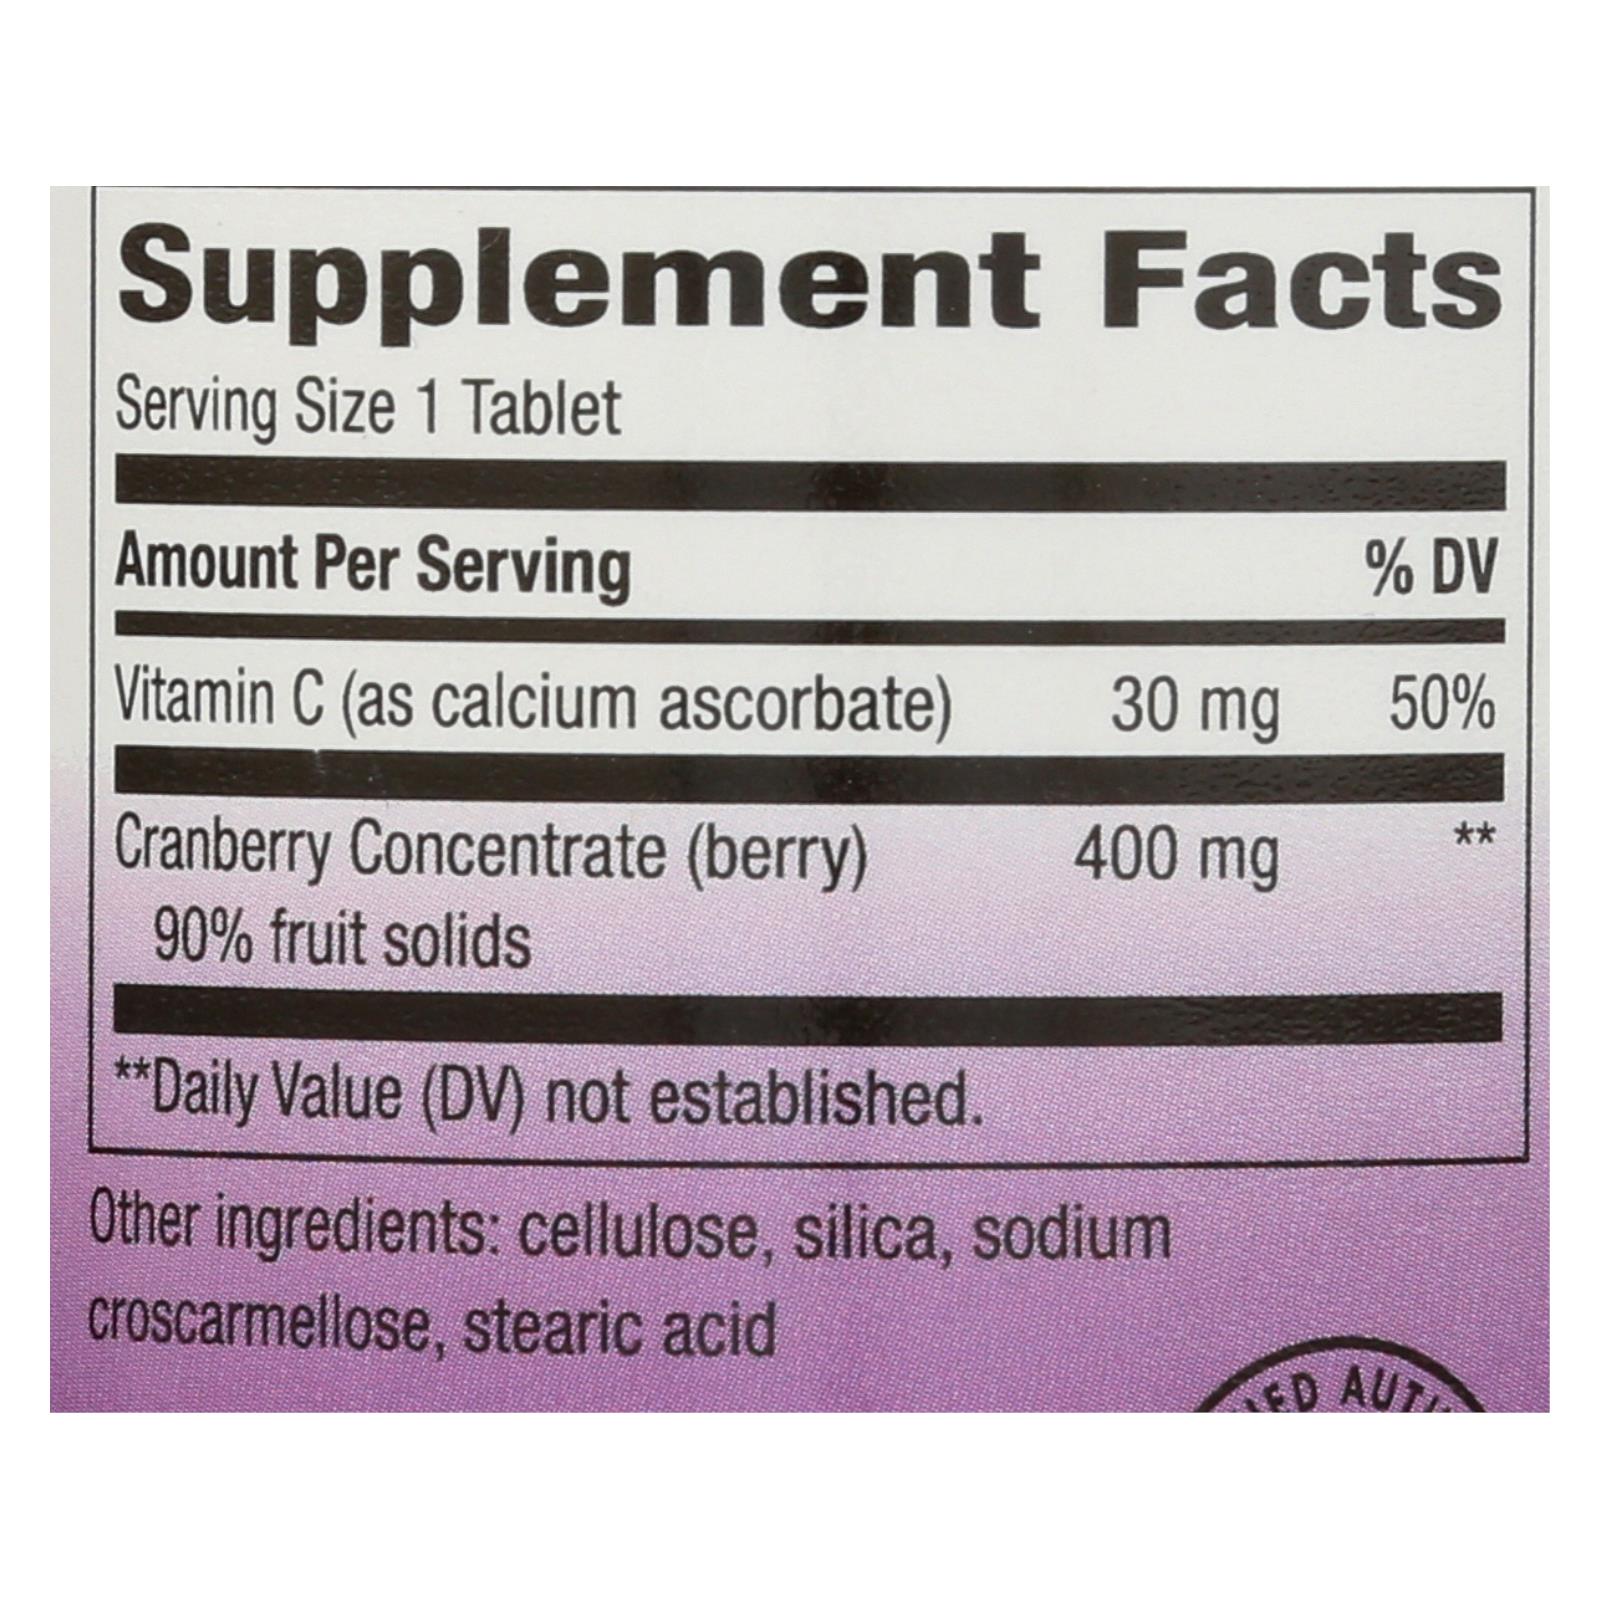 Supplement Facts
Serving Size 1 Tablet
Amount Per Serving % DV
Vitamin C (as calcium ascorbate) 30 mg 50%
Cranberry Concentrate (berry) 400 mg **
90% fruit solids
**Daily Value (DV) not established.
Other ingredients: cellulose, silica, sodium
croscarmellose, stearic acid